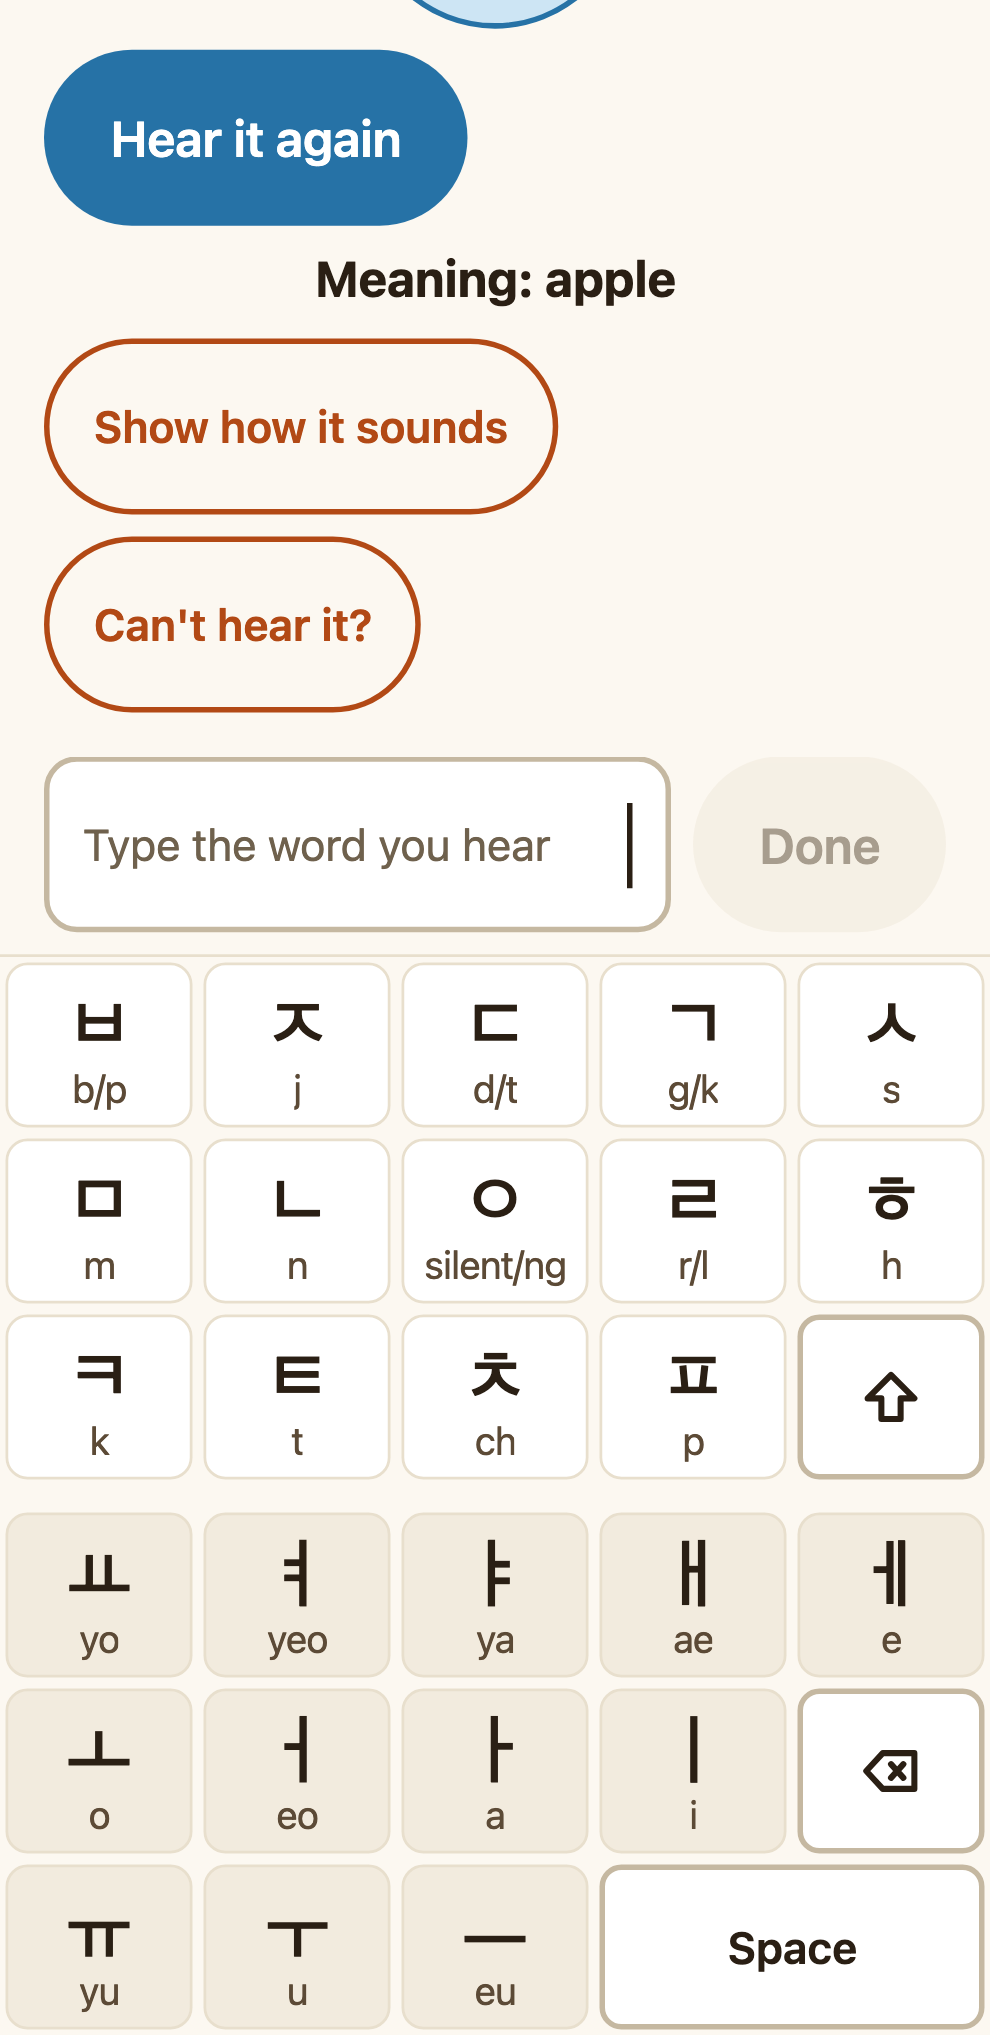 Hear it again
Meaning: apple
Show how it sounds
Can't hear it?
Type the word you hear
Done
ㅂ ㅈ ㄷ ㄱ ㅅ
b/p j d/t g/k s
ㅁ ㄴ ㅇ ㄹ ㅎ
m n silent/ng r/l h
ㅋ ㅌ ㅊ ㅍ
k t ch p
ㅛ ㅕ ㅑ ㅐ ㅔ
yo yeo ya ae e
ㅗ ㅓ ㅏ ㅣ
o eo a i
ㅠ ㅜ ㅡ Space
yu u eu